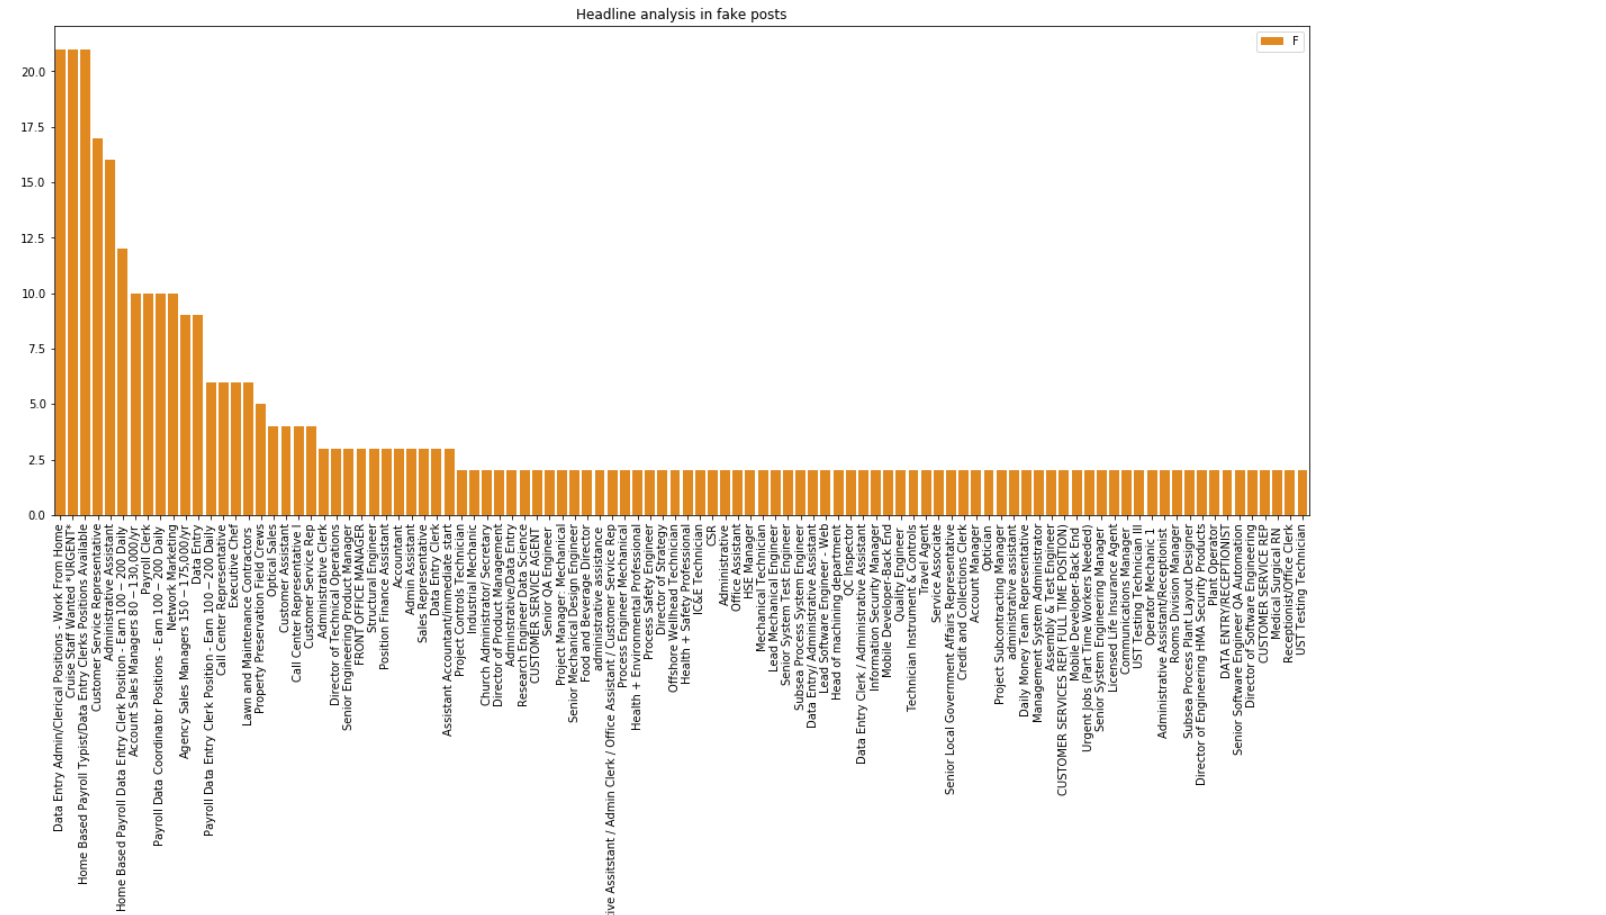 Headline analysis in fake posts
F
20.0
17.5
15.0
12.5
10.0
7.5
5.0
2.5
0.0
Data Entry Admin/Clerical Positions - Work From Home
Cruise Staff Wanted *URGENT*
Home Based Payroll Typist/Data Entry Clerks Positions Available
Customer Service Representative
Administrative Assistant
Home Based Payroll Data Entry Clerk Position - Earn 100−200 Daily
Account Sales Managers 80−130,000/yr
Payroll Clerk
Payroll Data Coordinator Positions - Earn 100−200 Daily
Network Marketing
Agency Sales Managers 150−175,000/yr
Data Entry
Payroll Data Entry Clerk Position - Earn 100−200 Daily
Call Center Representative
Executive Chef
Lawn and Maintenance Contractors
Property Preservation Field Crews
Optical Sales
Customer Assistant
Call Center Representative I
Customer Service Rep
Administrative Clerk
Director of Technical Operations
Senior Engineering Product Manager
FRONT OFFICE MANAGER
Structural Engineer
Position Finance Assistant
Accountant
Admin Assistant
Sales Representative
Data Entry Clerk
Assistant Accountant/immediate start
Project Controls Technician
Industrial Mechanic
Church Administrator/ Secretary
Director of Product Management
Adminstrative/Data Entry
Research Engineer Data Science
CUSTOMER SERVICE AGENT
Senior QA Engineer
Project Manager: Mechanical
Senior Mechanical Design Engineer
Food and Beverage Director
administrative assistance
ive Assitstant / Admin Clerk / Office Assistant / Customer Service Rep
Process Engineer Mechanical
Health + Environmental Professional
Process Safety Engineer
Director of Strategy
Offshore Wellhead Technician
Health + Safety Professional
IC&E Technician
CSR
Administrative
Office Assistant
HSE Manager
Mechanical Technician
Lead Mechanical Engineer
Senior System Test Engineer
Subsea Process System Engineer
Data Entry/ Administrative Assistant
Lead Software Engineer - Web
Head of machining department
QC Inspector
Data Entry Clerk / Administrative Assistant
Information Security Manager
Mobile Developer-Back End
Quality Engineer
Technician Instrument & Controls
Travel Agent
Service Associate
Senior Local Government Affairs Representative
Credit and Collections Clerk
Account Manager
Optician
Project Subcontracting Manager
administrative assistant
Daily Money Team Representative
Management System Administrator
Assembly & Test Engineer
CUSTOMER SERVICES REP( FULL TIME POSITION)
Mobile Developer-Back End
Urgent Jobs (Part Time Workers Needed)
Senior System Engineering Manager
Licensed Life Insurance Agent
Communications Manager
UST Testing Technician III
Operator Mechanic 1
Administrative Assistant/Receptionist
Rooms Division Manager
Subsea Process Plant Layout Designer
Director of Engineering HMA Security Products
Plant Operator
DATA ENTRY/RECEPTIONIST
Senior Software Engineer QA Automation
Director of Software Engineering
CUSTOMER SERVICE REP
Medical Surgical RN
Receptionist/Office Clerk
UST Testing Technician